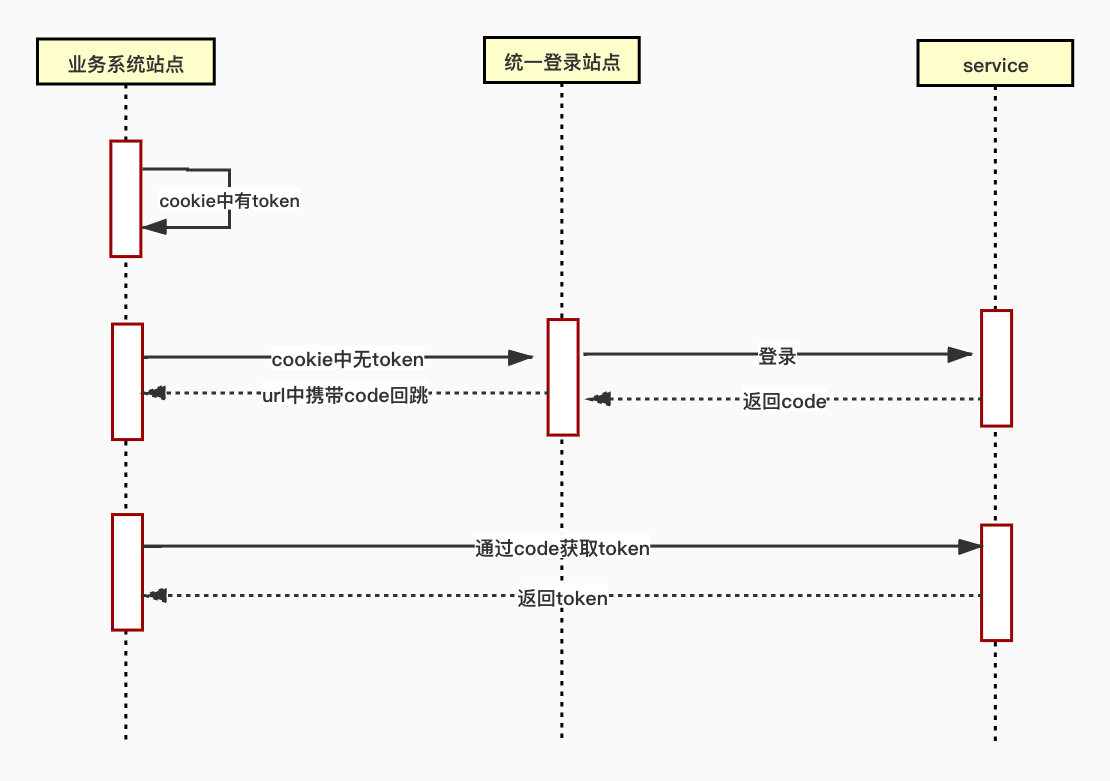 业务系统站点
统一登录站点
service
cookie中有token
cookie中无token
登录
url中携带code回跳
返回code
通过code获取token
返回token